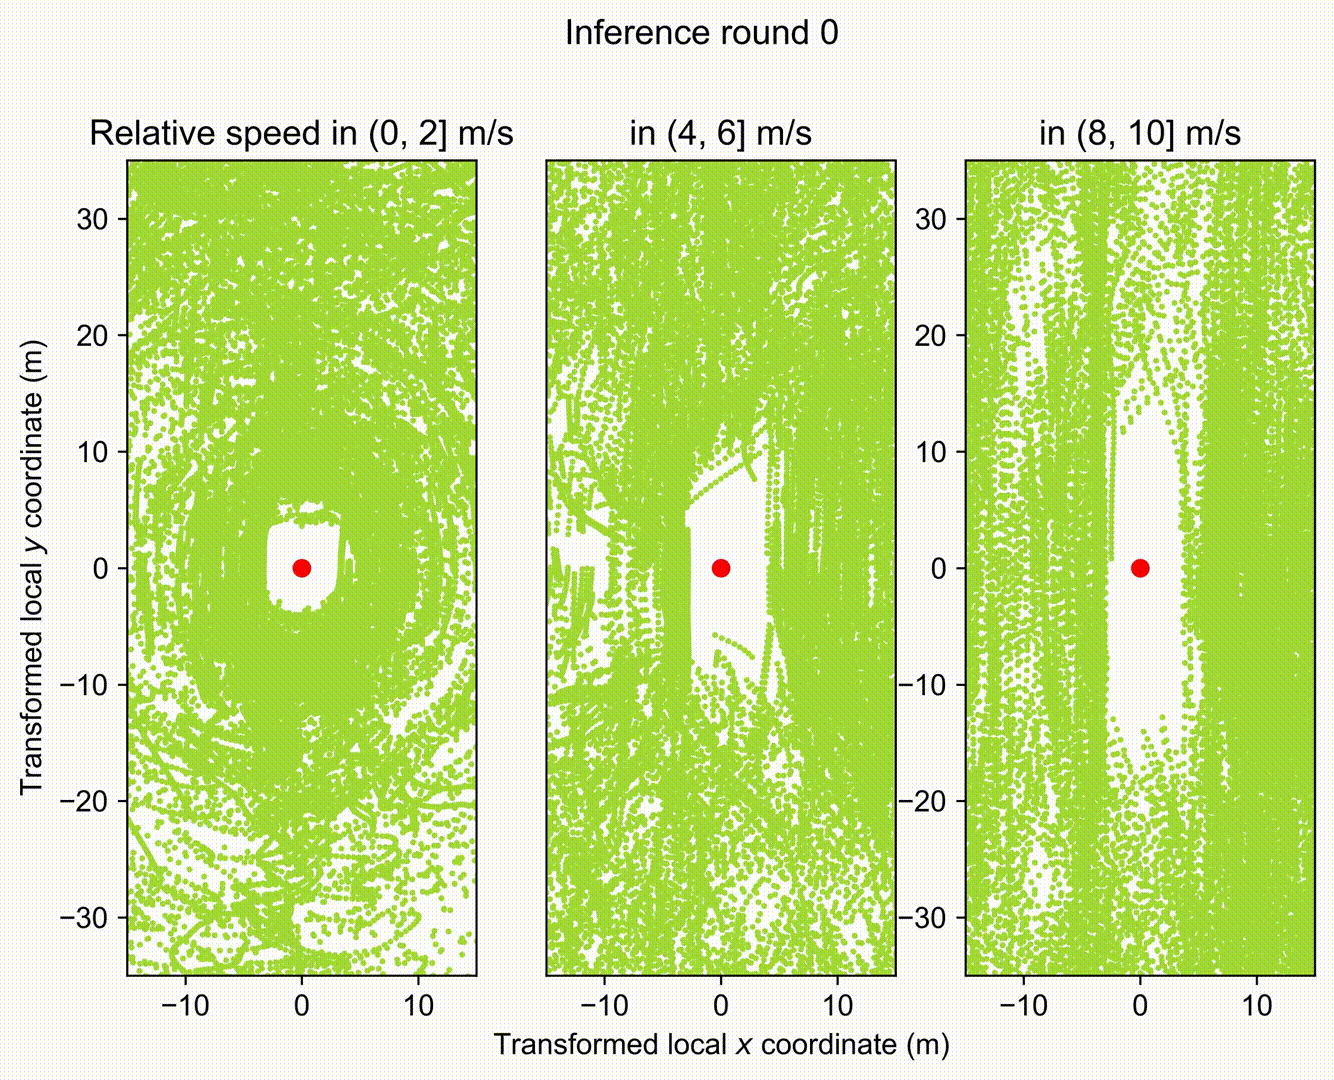 Inference round 0
Relative speed in (0, 2] m/s
in (4, 6] m/s
in (8, 10] m/s
Transformed local y coordinate (m)
30
20
10
0
−10
−20
−30
−10 0 10
30
20
10
0
−10
−20
−30
−10 0 10
−10 0 10
Transformed local x coordinate (m)